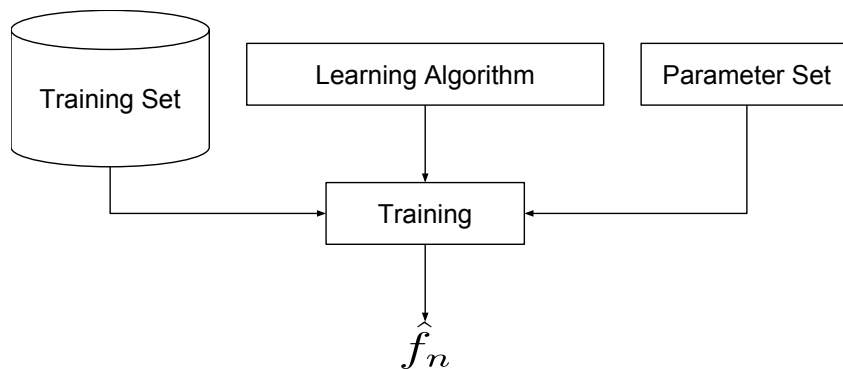 Training Set
Learning Algorithm
Parameter Set
Training
f̂ₙ